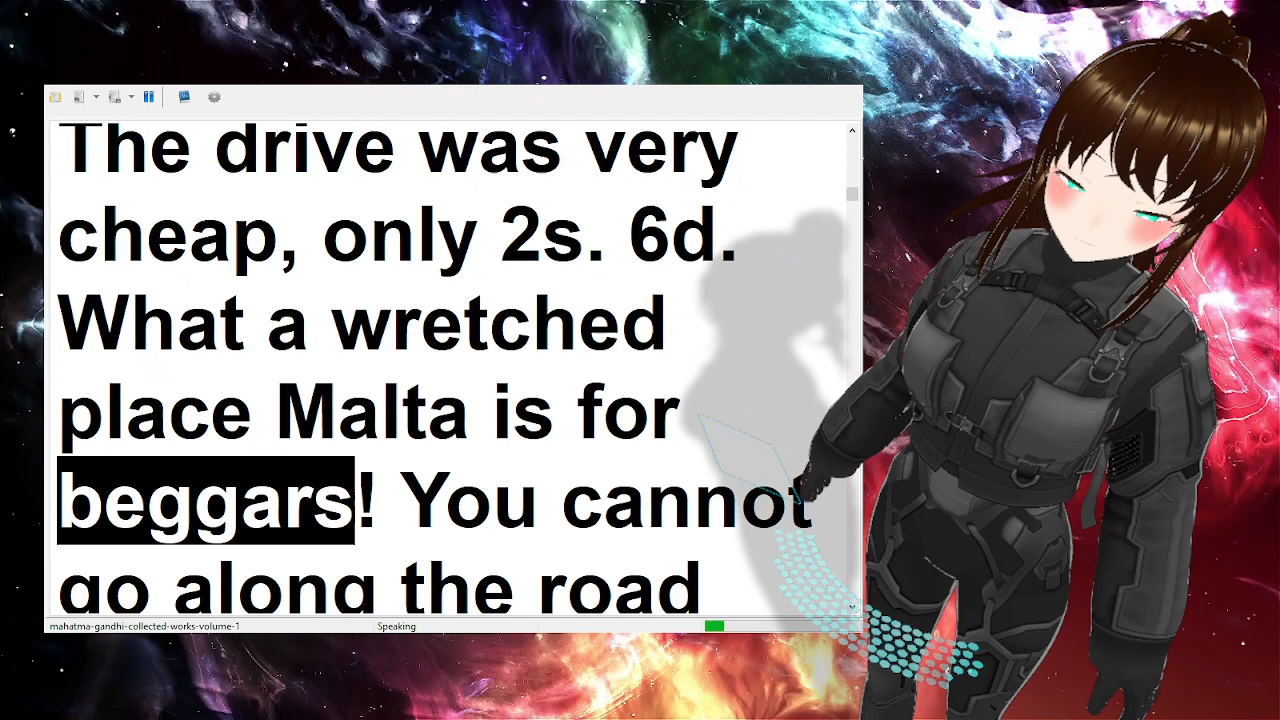 The drive was very
cheap, only 2s. 6d.
What a wretched
place Malta is for
beggars! You cannot
go along the road
mahatma-gandhi-collected-works-volume-1
Speaking